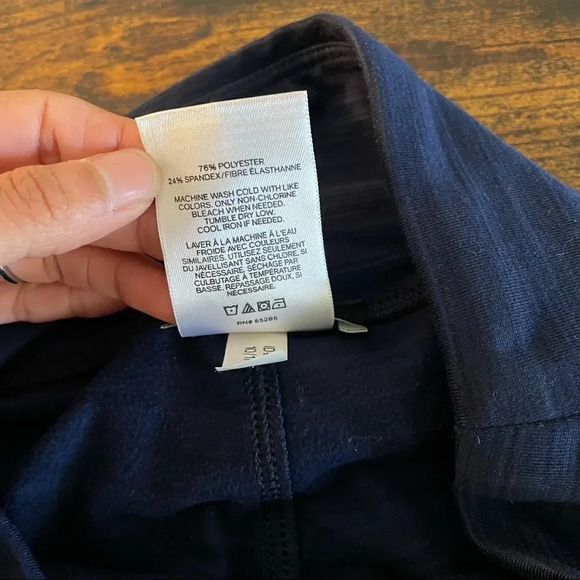 76% POLYESTER
24% SPANDEX/FIBRE ÉLASTHANNE
MACHINE WASH COLD WITH LIKE
COLORS. ONLY NON-CHLORINE
BLEACH WHEN NEEDED.
TUMBLE DRY LOW.
COOL IRON IF NEEDED.
LAVER À LA MACHINE À L'EAU
FROIDE AVEC COULEURS
SIMILAIRES. UTILISEZ SEULEMENT
DU JAVELLISANT SANS CHLORE, SI
NÉCESSAIRE. SÉCHAGE PAR
CULBUTAGE À TEMPÉRATURE
BASSE. REPASSAGE DOUX, SI
NÉCESSAIRE.
RN# 55285